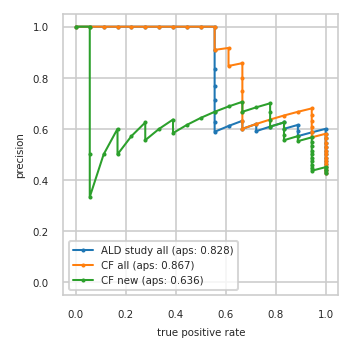 1.0
0.8
0.6
0.4
0.2
0.0
precision
ALD study all (aps: 0.828)
CF all (aps: 0.867)
CF new (aps: 0.636)
0.0 0.2 0.4 0.6 0.8 1.0
true positive rate